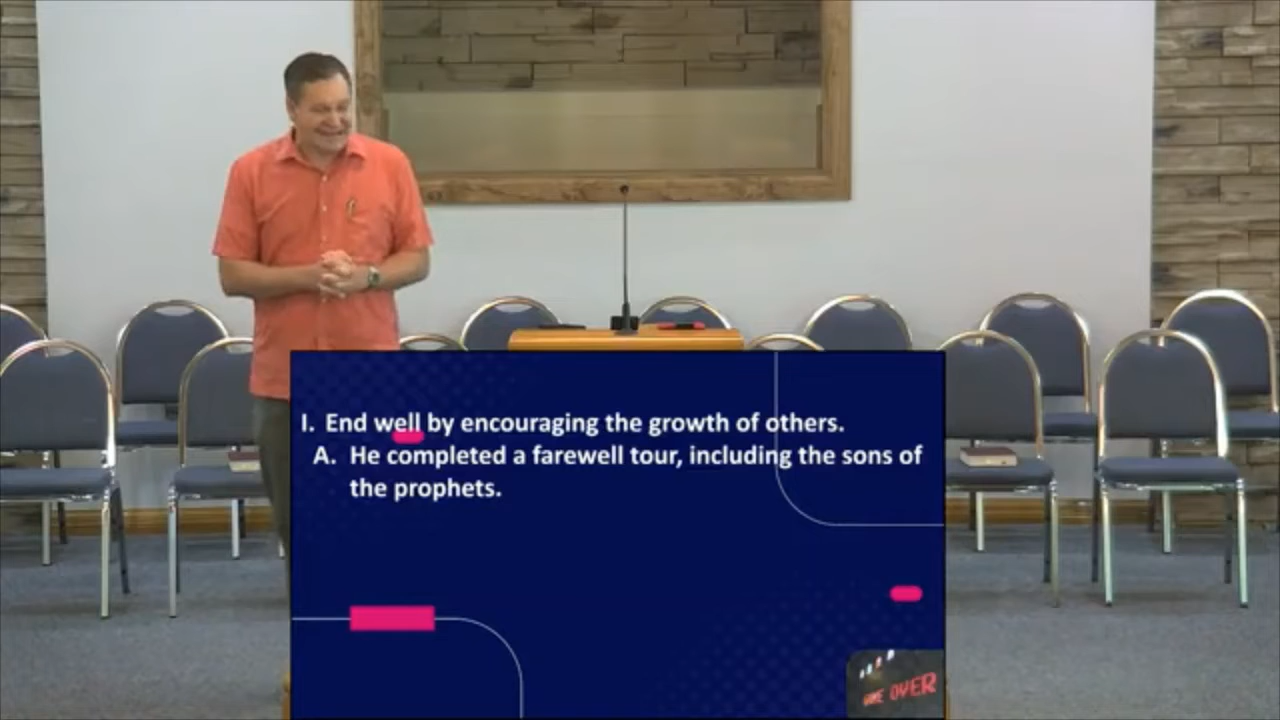 I. End well by encouraging the growth of others.
A. He completed a farewell tour, including the sons of
the prophets.
GAME OVER